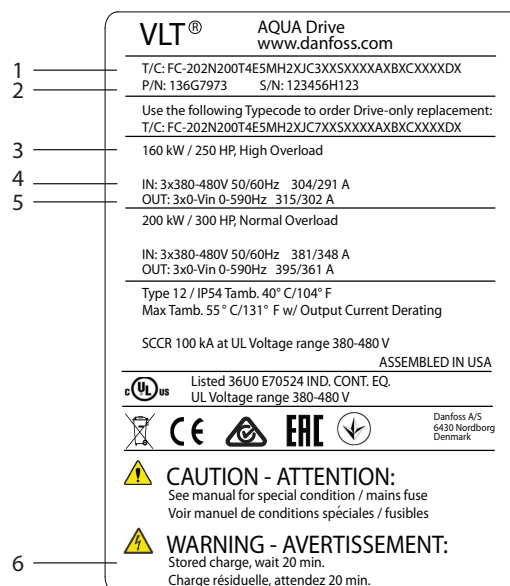 VLT® AQUA Drive
www.danfoss.com
1 T/C: FC-202N200T4E5MH2XJC3XXSXXXXAXBXCXXXXDX
2 P/N: 136G7973 S/N: 123456H123
Use the following Typecode to order Drive-only replacement:
T/C: FC-202N200T4E5MH2XJC7XXSXXXXAXBXCXXXXDX
3 160 kW / 250 HP, High Overload
4 IN: 3x380-480V 50/60Hz 304/291 A
5 OUT: 3x0-Vin 0-590Hz 315/302 A
200 kW / 300 HP, Normal Overload
IN: 3x380-480V 50/60Hz 381/348 A
OUT: 3x0-Vin 0-590Hz 395/361 A
Type 12 / IP54 Tamb. 40° C/104° F
Max Tamb. 55° C/131° F w/ Output Current Derating
SCCR 100 kA at UL Voltage range 380-480 V
ASSEMBLED IN USA
c UL us Listed 36U0 E70524 IND. CONT. EQ.
UL Voltage range 380-480 V
CE EAC
Danfoss A/S
6430 Nordborg
Denmark
CAUTION - ATTENTION:
See manual for special condition / mains fuse
Voir manuel de conditions spéciales / fusibles
WARNING - AVERTISSEMENT:
6 Stored charge, wait 20 min.
Charge résiduelle, attendez 20 min.